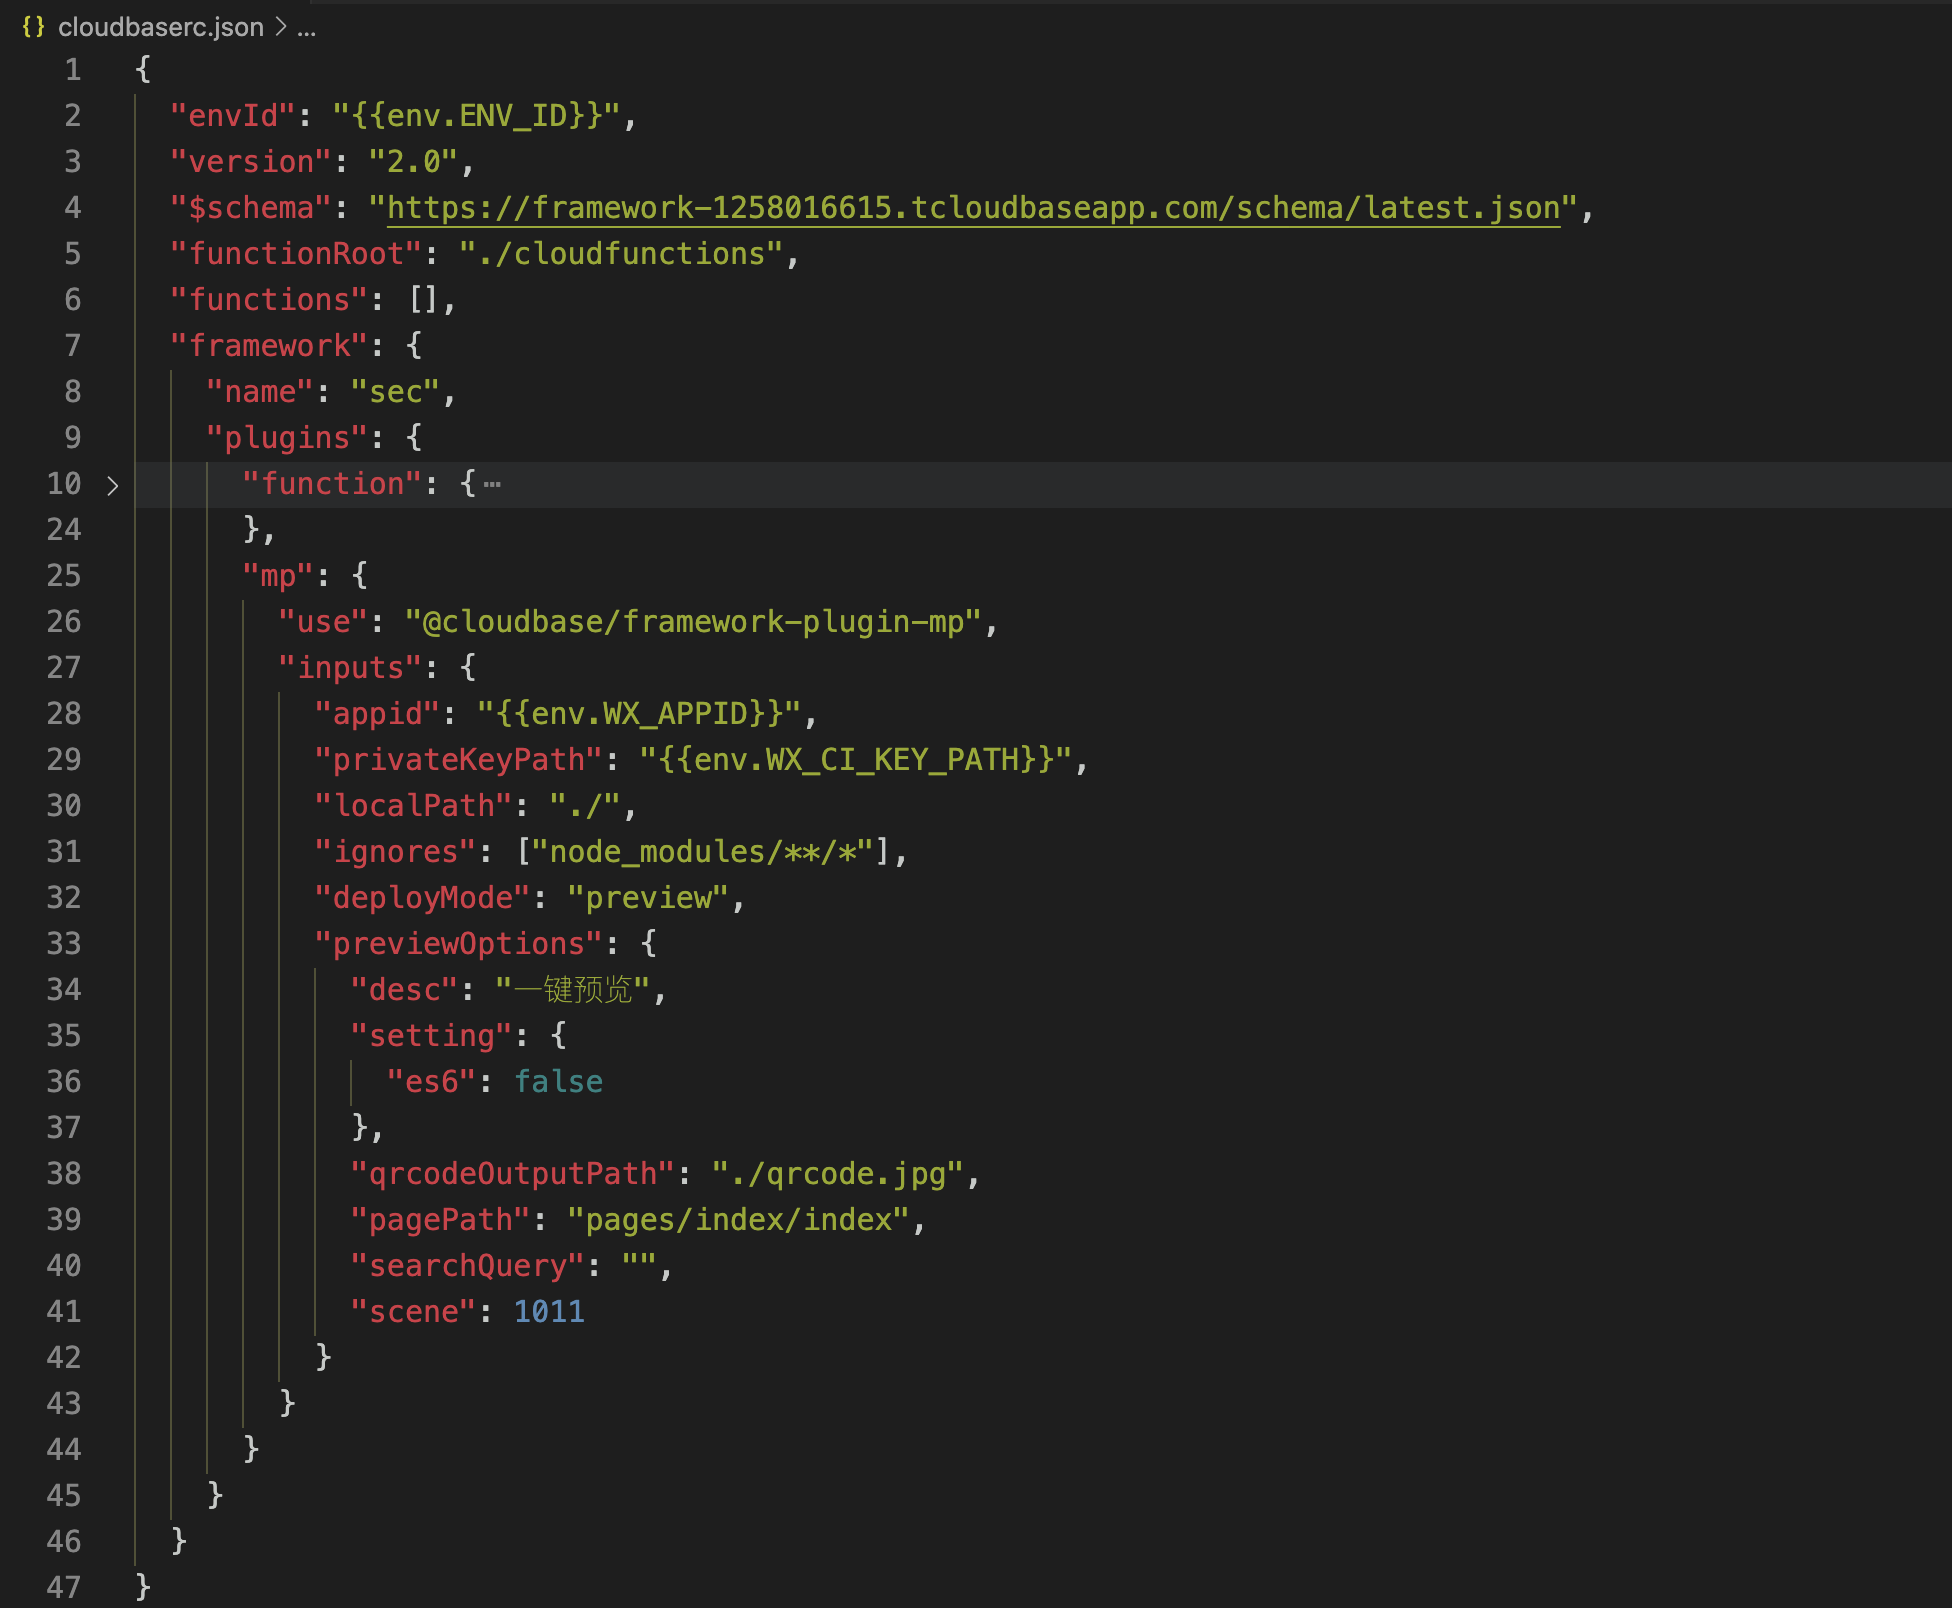 {} cloudbaserc.json > ...
1 {
2 "envId": "{{env.ENV_ID}}",
3 "version": "2.0",
4 "$schema": "https://framework-1258016615.tcloudbaseapp.com/schema/latest.json",
5 "functionRoot": "./cloudfunctions",
6 "functions": [],
7 "framework": {
8 "name": "sec",
9 "plugins": {
10 > "function": { ⋯
24 },
25 "mp": {
26 "use": "@cloudbase/framework-plugin-mp",
27 "inputs": {
28 "appid": "{{env.WX_APPID}}",
29 "privateKeyPath": "{{env.WX_CI_KEY_PATH}}",
30 "localPath": "./",
31 "ignores": ["node_modules/**/*"],
32 "deployMode": "preview",
33 "previewOptions": {
34 "desc": "一键预览",
35 "setting": {
36 "es6": false
37 },
38 "qrcodeOutputPath": "./qrcode.jpg",
39 "pagePath": "pages/index/index",
40 "searchQuery": "",
41 "scene": 1011
42 }
43 }
44 }
45 }
46 }
47 }